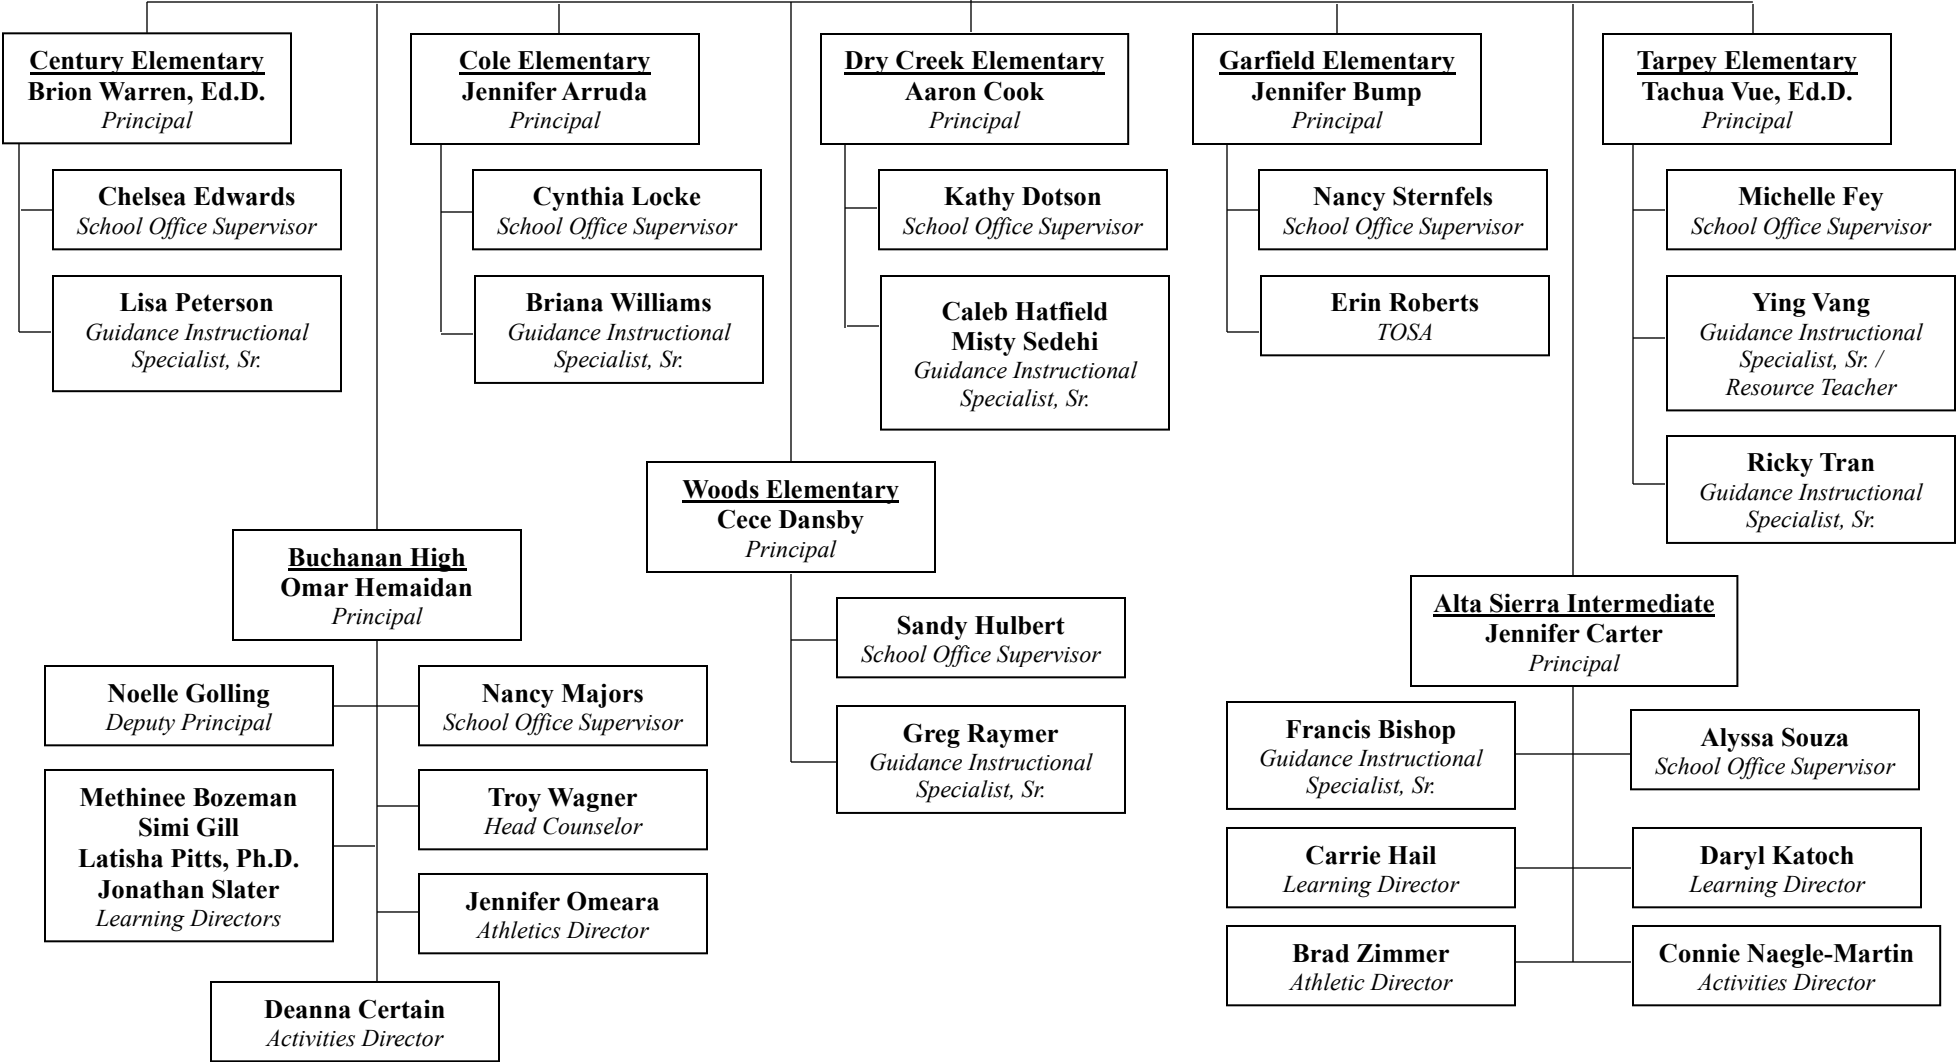 Century Elementary
Brion Warren, Ed.D.
Principal
Chelsea Edwards
School Office Supervisor
Lisa Peterson
Guidance Instructional
Specialist, Sr.
Cole Elementary
Jennifer Arruda
Principal
Cynthia Locke
School Office Supervisor
Briana Williams
Guidance Instructional
Specialist, Sr.
Dry Creek Elementary
Aaron Cook
Principal
Kathy Dotson
School Office Supervisor
Caleb Hatfield
Misty Sedehi
Guidance Instructional
Specialist, Sr.
Garfield Elementary
Jennifer Bump
Principal
Nancy Sternfels
School Office Supervisor
Erin Roberts
TOSA
Tarpey Elementary
Tachua Vue, Ed.D.
Principal
Michelle Fey
School Office Supervisor
Ying Vang
Guidance Instructional
Specialist, Sr. /
Resource Teacher
Ricky Tran
Guidance Instructional
Specialist, Sr.
Buchanan High
Omar Hemaidan
Principal
Noelle Golling
Deputy Principal
Nancy Majors
School Office Supervisor
Methinee Bozeman
Simi Gill
Latisha Pitts, Ph.D.
Jonathan Slater
Learning Directors
Troy Wagner
Head Counselor
Jennifer Omeara
Athletics Director
Deanna Certain
Activities Director
Woods Elementary
Cece Dansby
Principal
Sandy Hulbert
School Office Supervisor
Greg Raymer
Guidance Instructional
Specialist, Sr.
Alta Sierra Intermediate
Jennifer Carter
Principal
Francis Bishop
Guidance Instructional
Specialist, Sr.
Alyssa Souza
School Office Supervisor
Carrie Hail
Learning Director
Daryl Katoch
Learning Director
Brad Zimmer
Athletic Director
Connie Naegle-Martin
Activities Director